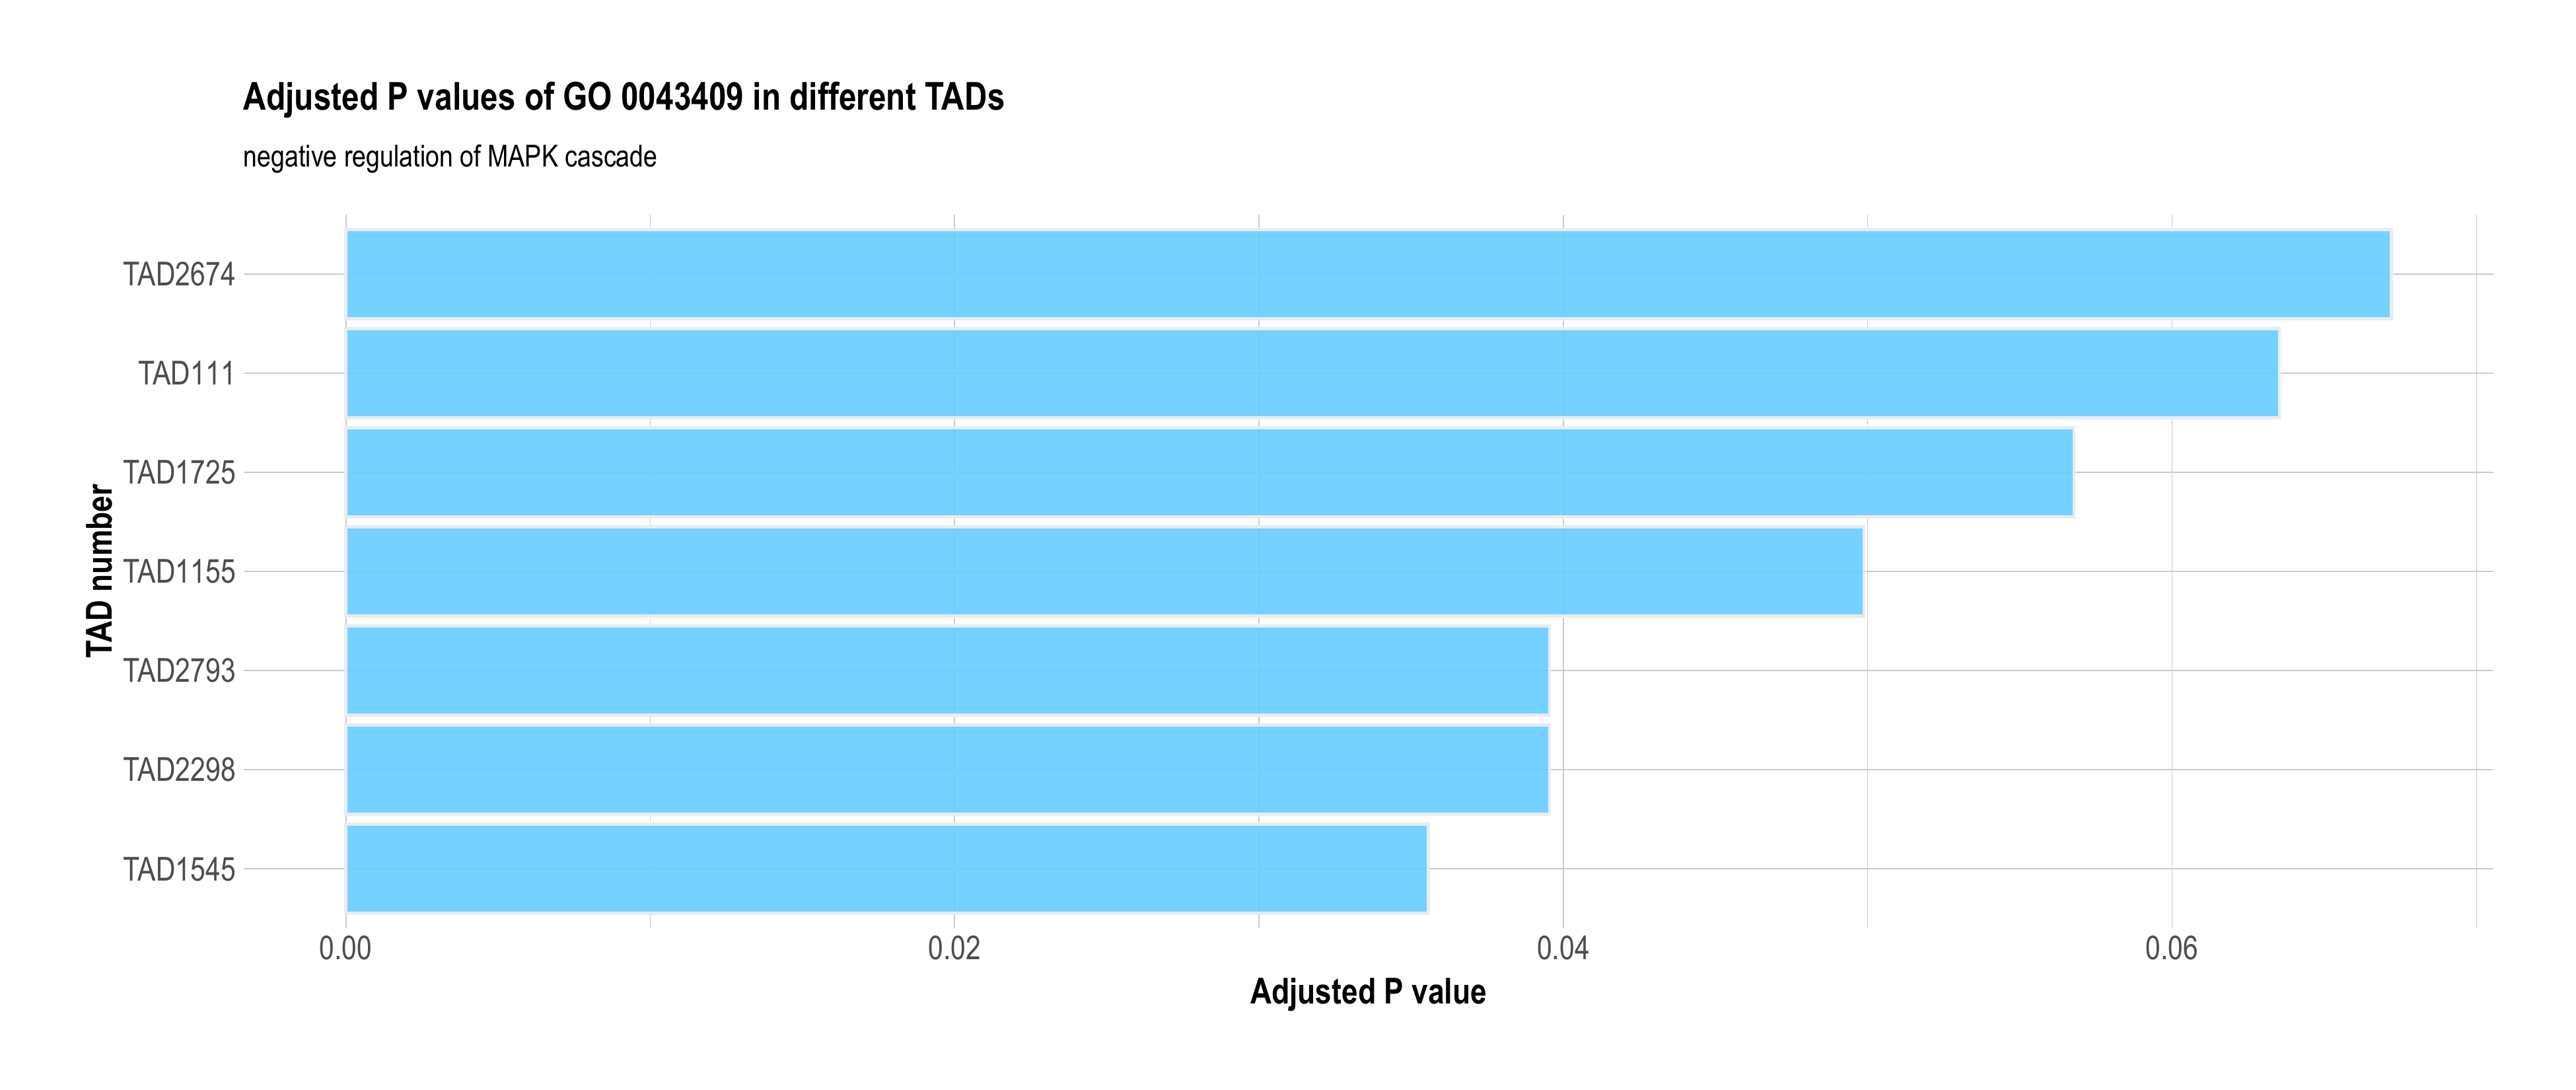 Adjusted P values of GO 0043409 in different TADs
negative regulation of MAPK cascade
TAD number
TAD2674
TAD111
TAD1725
TAD1155
TAD2793
TAD2298
TAD1545
0.00 0.02 0.04 0.06
Adjusted P value